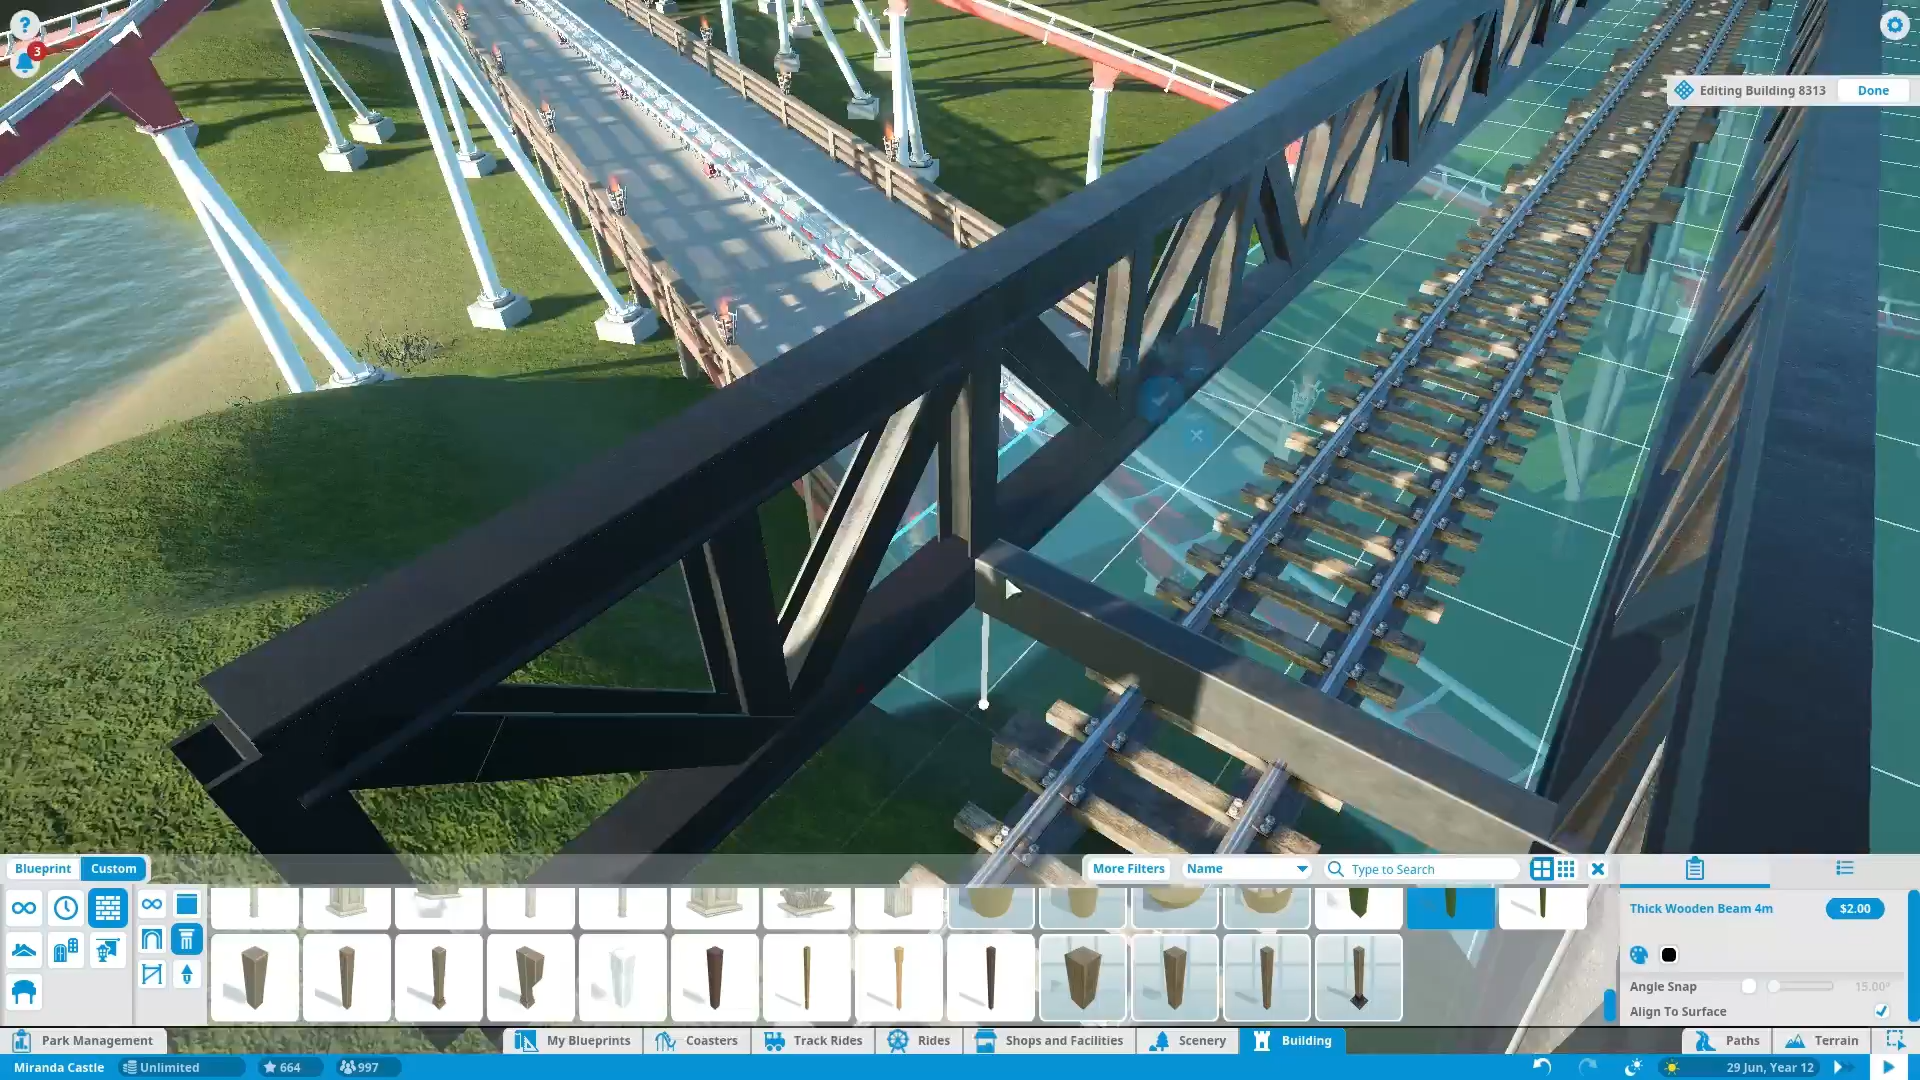 ?
3
Editing Building 8313
Done
Blueprint
Custom
More Filters
Name
Type to Search
Thick Wooden Beam 4m
$2.00
Angle Snap
15.00°
Align To Surface
Park Management
My Blueprints
Coasters
Track Rides
Rides
Shops and Facilities
Scenery
Building
Paths
Terrain
Miranda Castle
Unlimited
664
997
29 Jun, Year 12